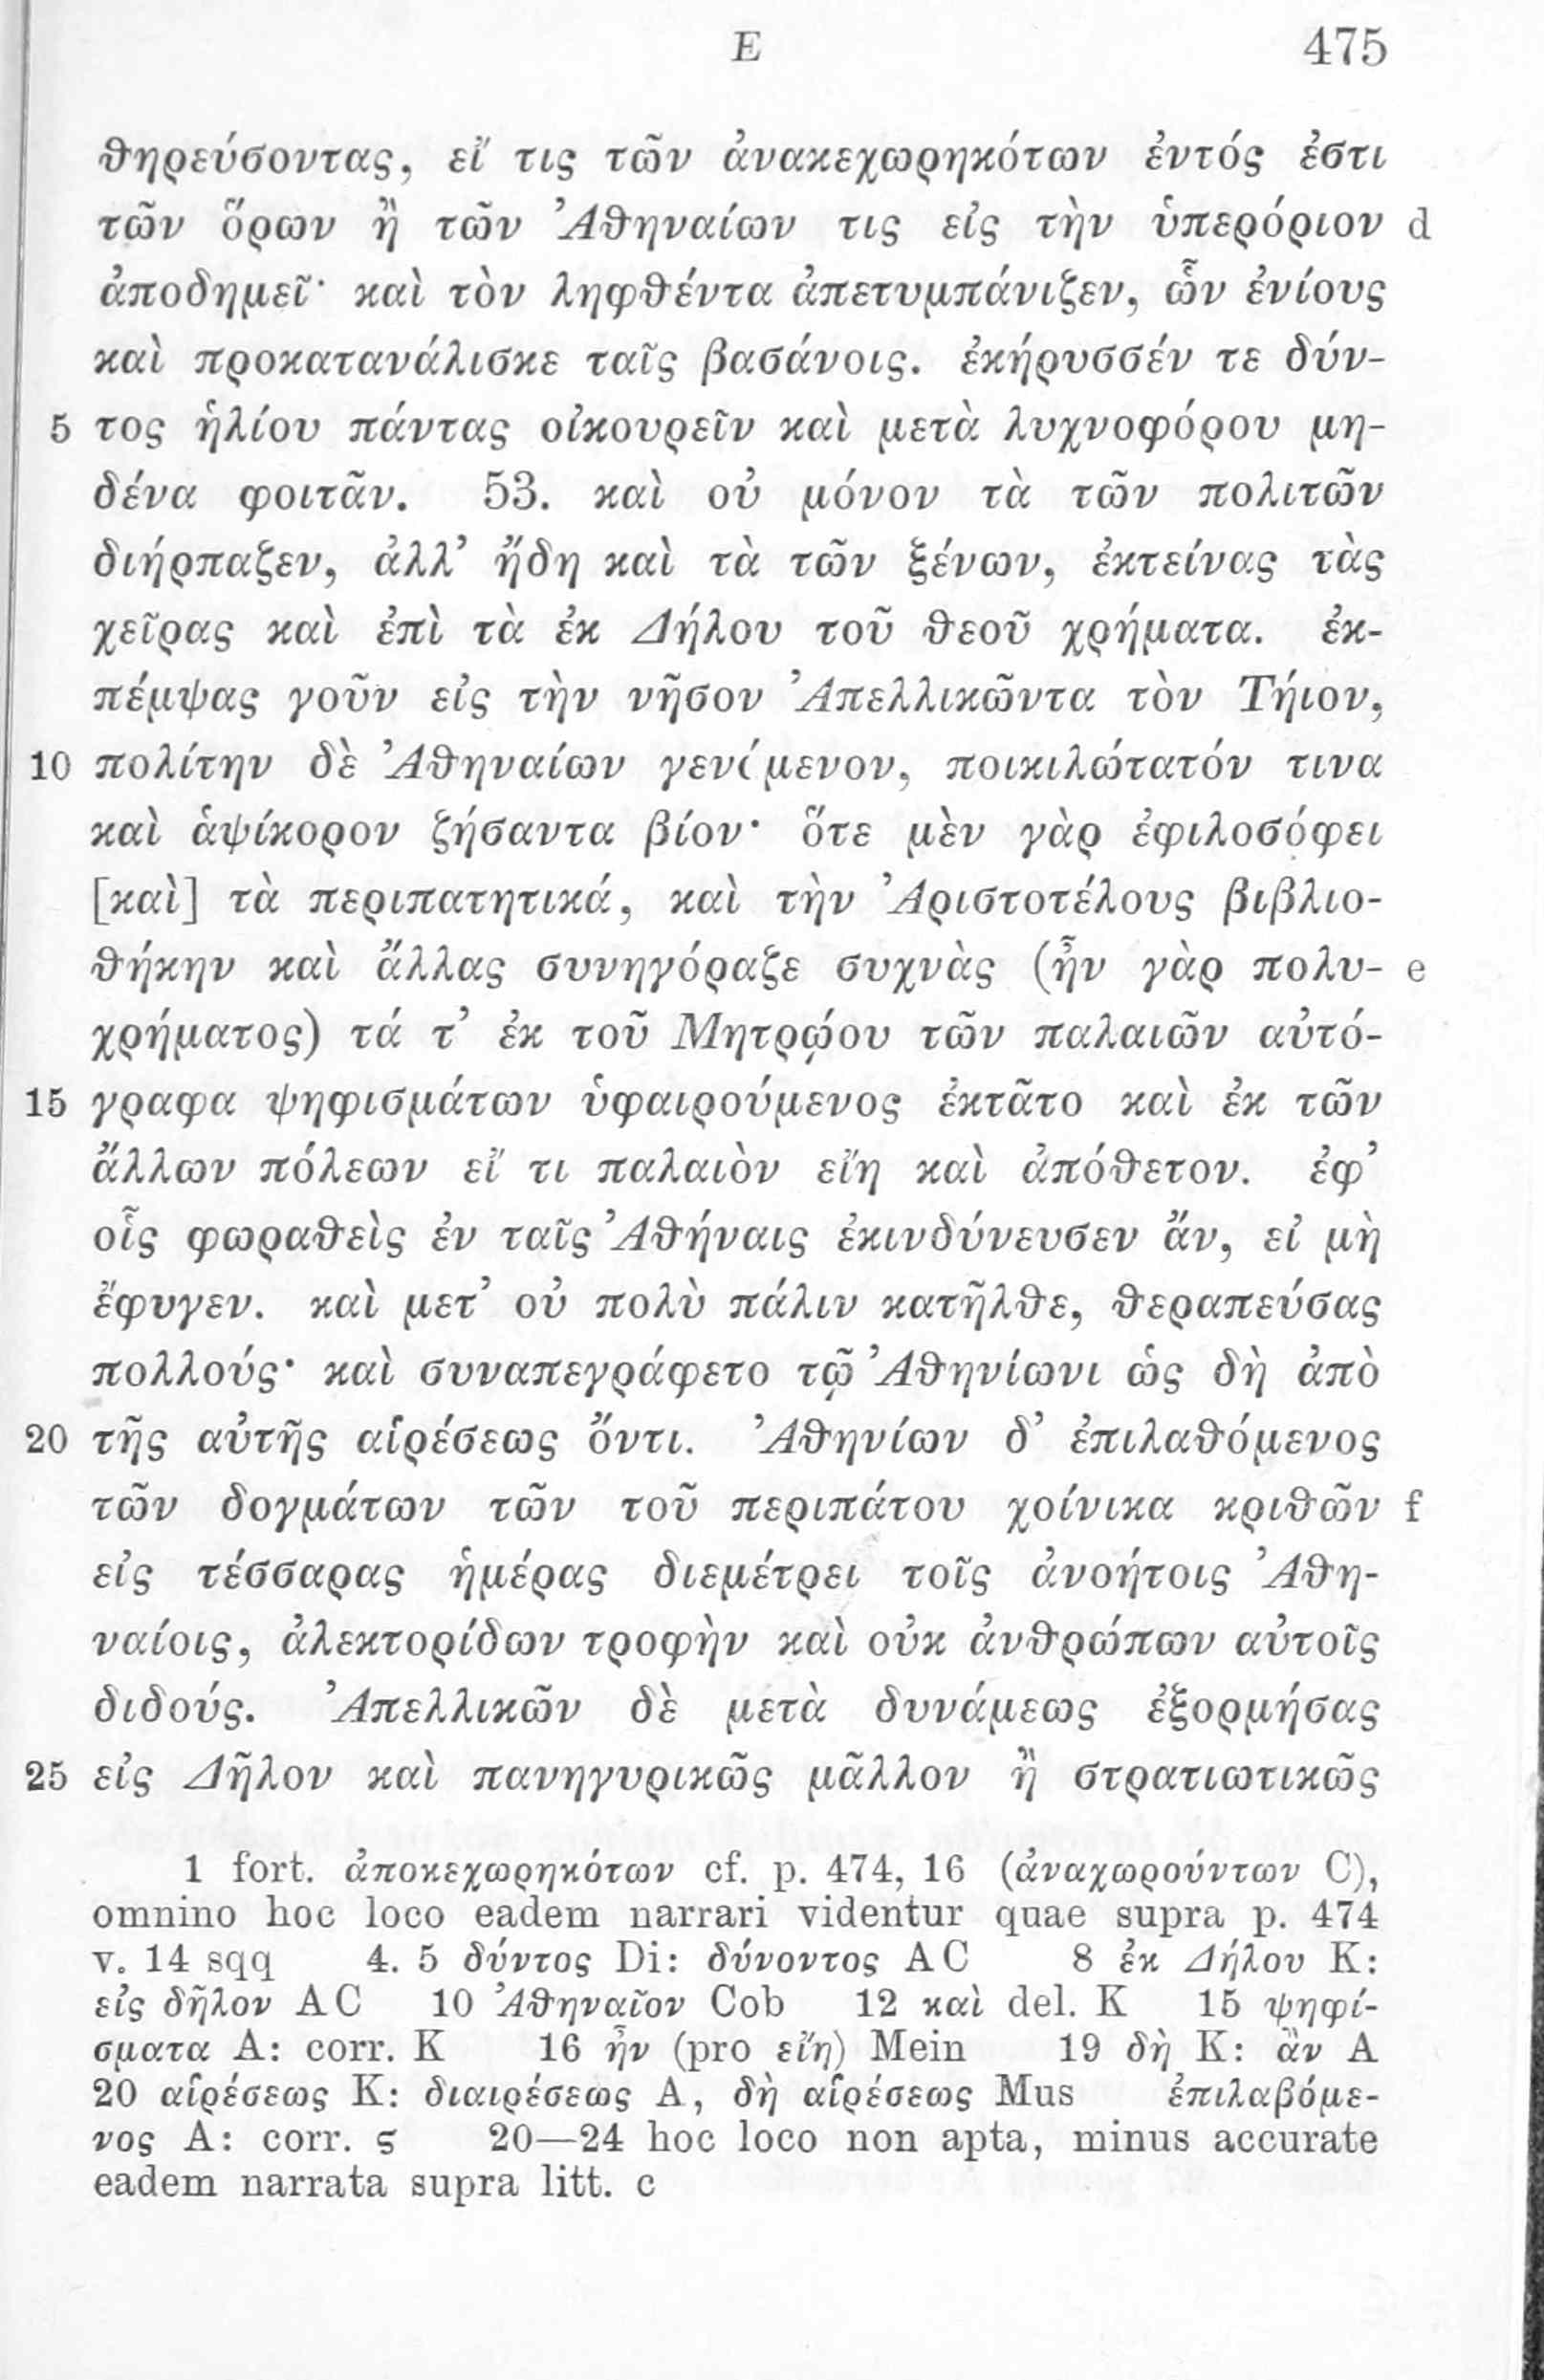 E 475
θηρεύσοντας, εἴ τις τῶν ἀνακεχωρηκότων ἐντός ἐστι
τῶν ὅρων ἢ τῶν Ἀθηναίων τις εἰς τὴν ὑπερόριον d
ἀποδημεῖ· καὶ τὸν ληφθέντα ἀπετυμπάνιζεν, ὧν ἐνίους
καὶ προκατανάλισκε ταῖς βασάνοις. ἐκήρυσσέν τε δύν-
5 τος ἡλίου πάντας οἰκουρεῖν καὶ μετὰ λυχνοφόρου μη-
δένα φοιτᾶν. 53. καὶ οὐ μόνον τὰ τῶν πολιτῶν
διήρπαζεν, ἀλλ’ ἤδη καὶ τὰ τῶν ξένων, ἐκτείνας τὰς
χεῖρας καὶ ἐπὶ τὰ ἐκ Δήλου τοῦ θεοῦ χρήματα. ἐκ-
πέμψας γοῦν εἰς τὴν νῆσον Ἀπελλικῶντα τὸν Τήιον,
10 πολίτην δὲ Ἀθηναίων γενόμενον, ποικιλώτατόν τινα
καὶ ἁψίκορον ζήσαντα βίον· ὅτε μὲν γὰρ ἐφιλοσόφει
[καὶ] τὰ περιπατητικά, καὶ τὴν Ἀριστοτέλους βιβλιο-
θήκην καὶ ἄλλας συνηγόραζε συχνὰς (ἦν γὰρ πολυ- e
χρήματος) τά τ’ ἐκ τοῦ Μητρῴου τῶν παλαιῶν αὐτό-
15 γραφα ψηφισμάτων ὑφαιρούμενος ἐκτᾶτο καὶ ἐκ τῶν
ἄλλων πόλεων εἴ τι παλαιὸν εἴη καὶ ἀπόθετον. ἐφ’
οἷς φωραθεὶς ἐν ταῖς Ἀθήναις ἐκινδύνευσεν ἄν, εἰ μὴ
ἔφυγεν. καὶ μετ’ οὐ πολὺ πάλιν κατῆλθε, θεραπεύσας
πολλούς· καὶ συναπεγράφετο τῷ Ἀθηνίωνι ὡς δὴ ἀπὸ
20 τῆς αὐτῆς αἱρέσεως ὄντι. Ἀθηνίων δ’ ἐπιλαθόμενος
τῶν δογμάτων τῶν τοῦ περιπάτου χοίνικα κριθῶν f
εἰς τέσσαρας ἡμέρας διεμέτρει τοῖς ἀνοήτοις Ἀθη-
ναίοις, ἀλεκτορίδων τροφὴν καὶ οὐκ ἀνθρώπων αὐτοῖς
διδούς. Ἀπελλικῶν δὲ μετὰ δυνάμεως ἐξορμήσας
25 εἰς Δῆλον καὶ πανηγυρικῶς μᾶλλον ἢ στρατιωτικῶς
1 fort. ἀποκεχωρηκότων cf. p. 474, 16 (ἀναχωρούντων C),
omnino hoc loco eadem narrari videntur quae supra p. 474
v. 14 sqq 4. 5 δύντος Di: δύνοντος AC 8 ἐκ Δήλου K:
εἰς δῆλον AC 10 Ἀθηναῖον Cob 12 καὶ del. K 15 ψηφί-
σματα A: corr. K 16 ἦν (pro εἴη) Mein 19 δὴ K: ἂν A
20 αἱρέσεως K: διαιρέσεως A, δὴ αἱρέσεως Mus ἐπιλαβόμε-
νος A: corr. ς 20—24 hoc loco non apta, minus accurate
eadem narrata supra litt. c